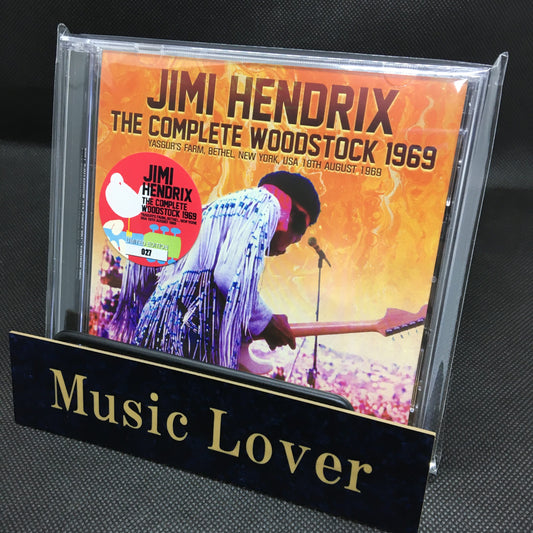 JIMI HENDRIX
THE COMPLETE WOODSTOCK 1969
YASGUR'S FARM, BETHEL, NEW YORK, USA 18TH AUGUST 1969
JIMI
HENDRIX
THE COMPLETE
WOODSTOCK 1969
027
Music Lover